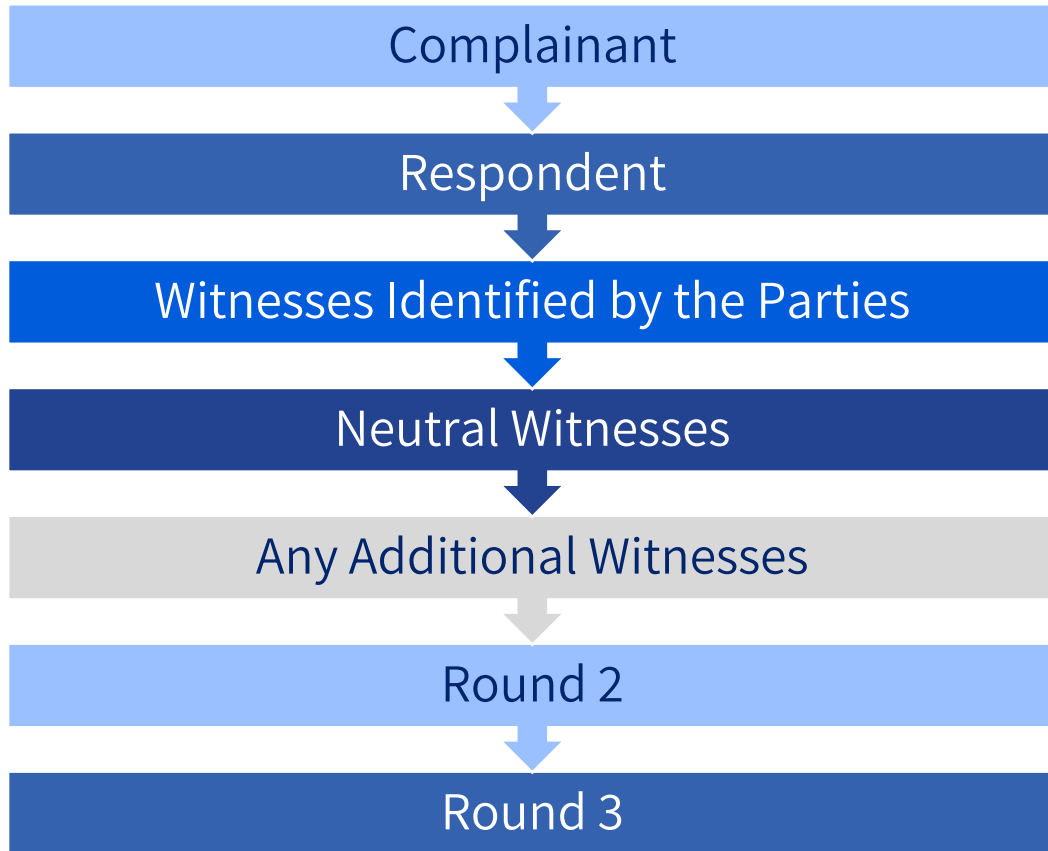 Complainant
Respondent
Witnesses Identified by the Parties
Neutral Witnesses
Any Additional Witnesses
Round 2
Round 3